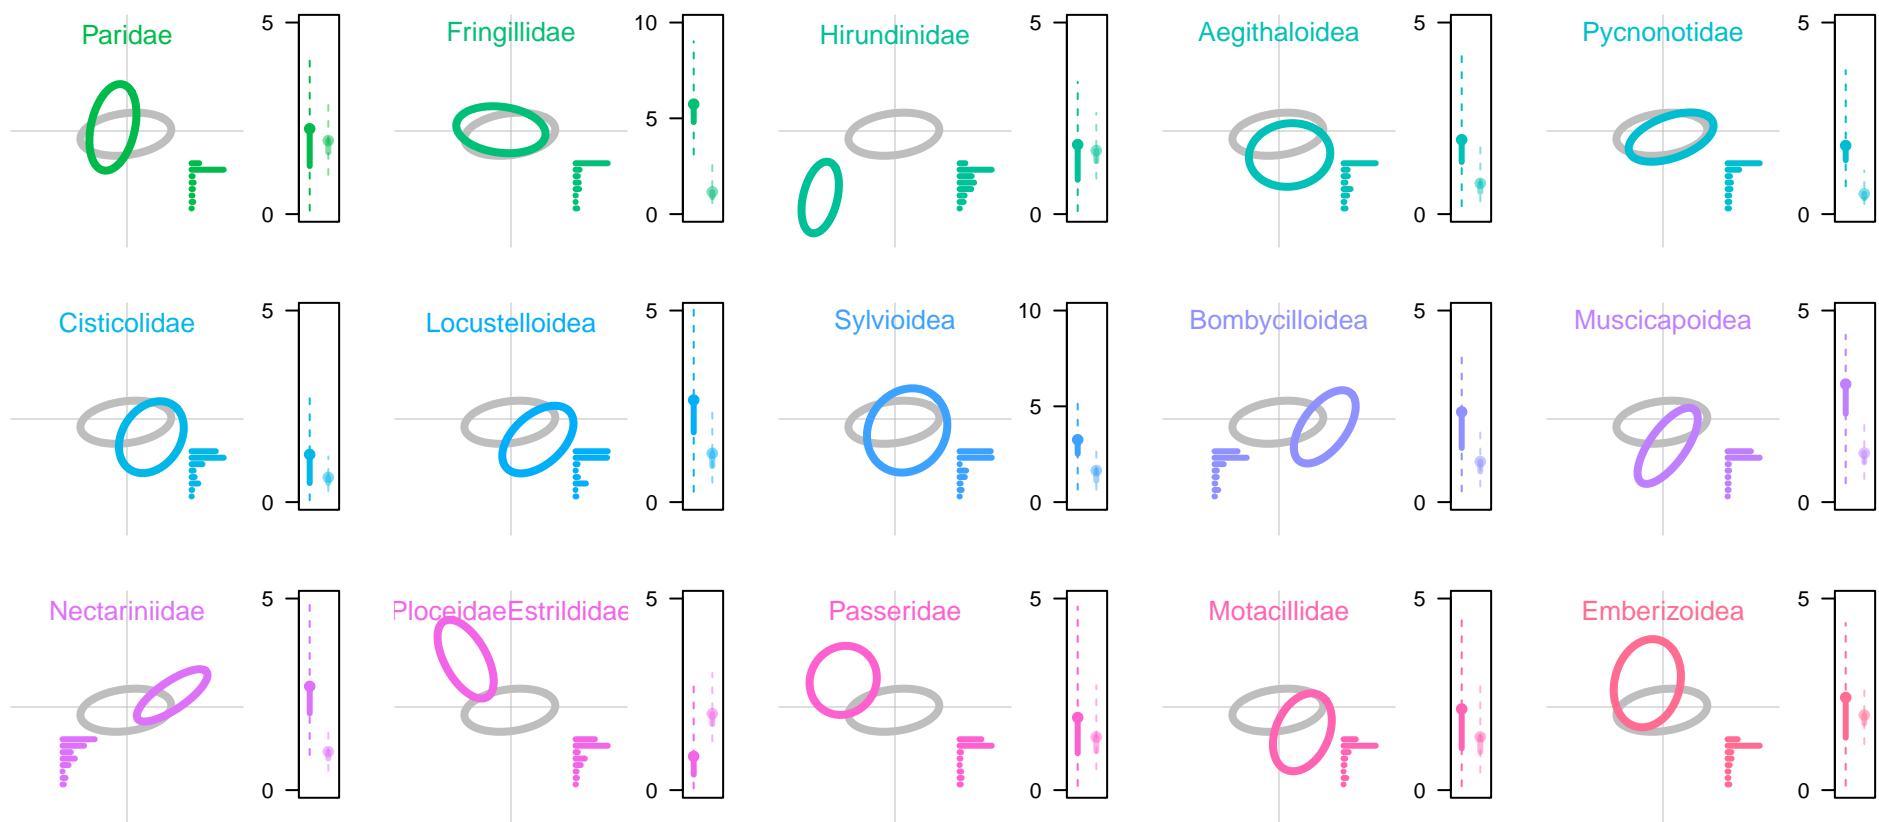 Paridae 5 0
Fringillidae 10 5 0
Hirundinidae 5 0
Aegithaloidea 5 0
Pycnonotidae 5 0
Cisticolidae 5 0
Locustelloidea 5 0
Sylvioidea 10 5 0
Bombycilloidea 5 0
Muscicapoidea 5 0
Nectariniidae 5 0
PloceidaeEstrildidae 5 0
Passeridae 5 0
Motacillidae 5 0
Emberizoidea 5 0